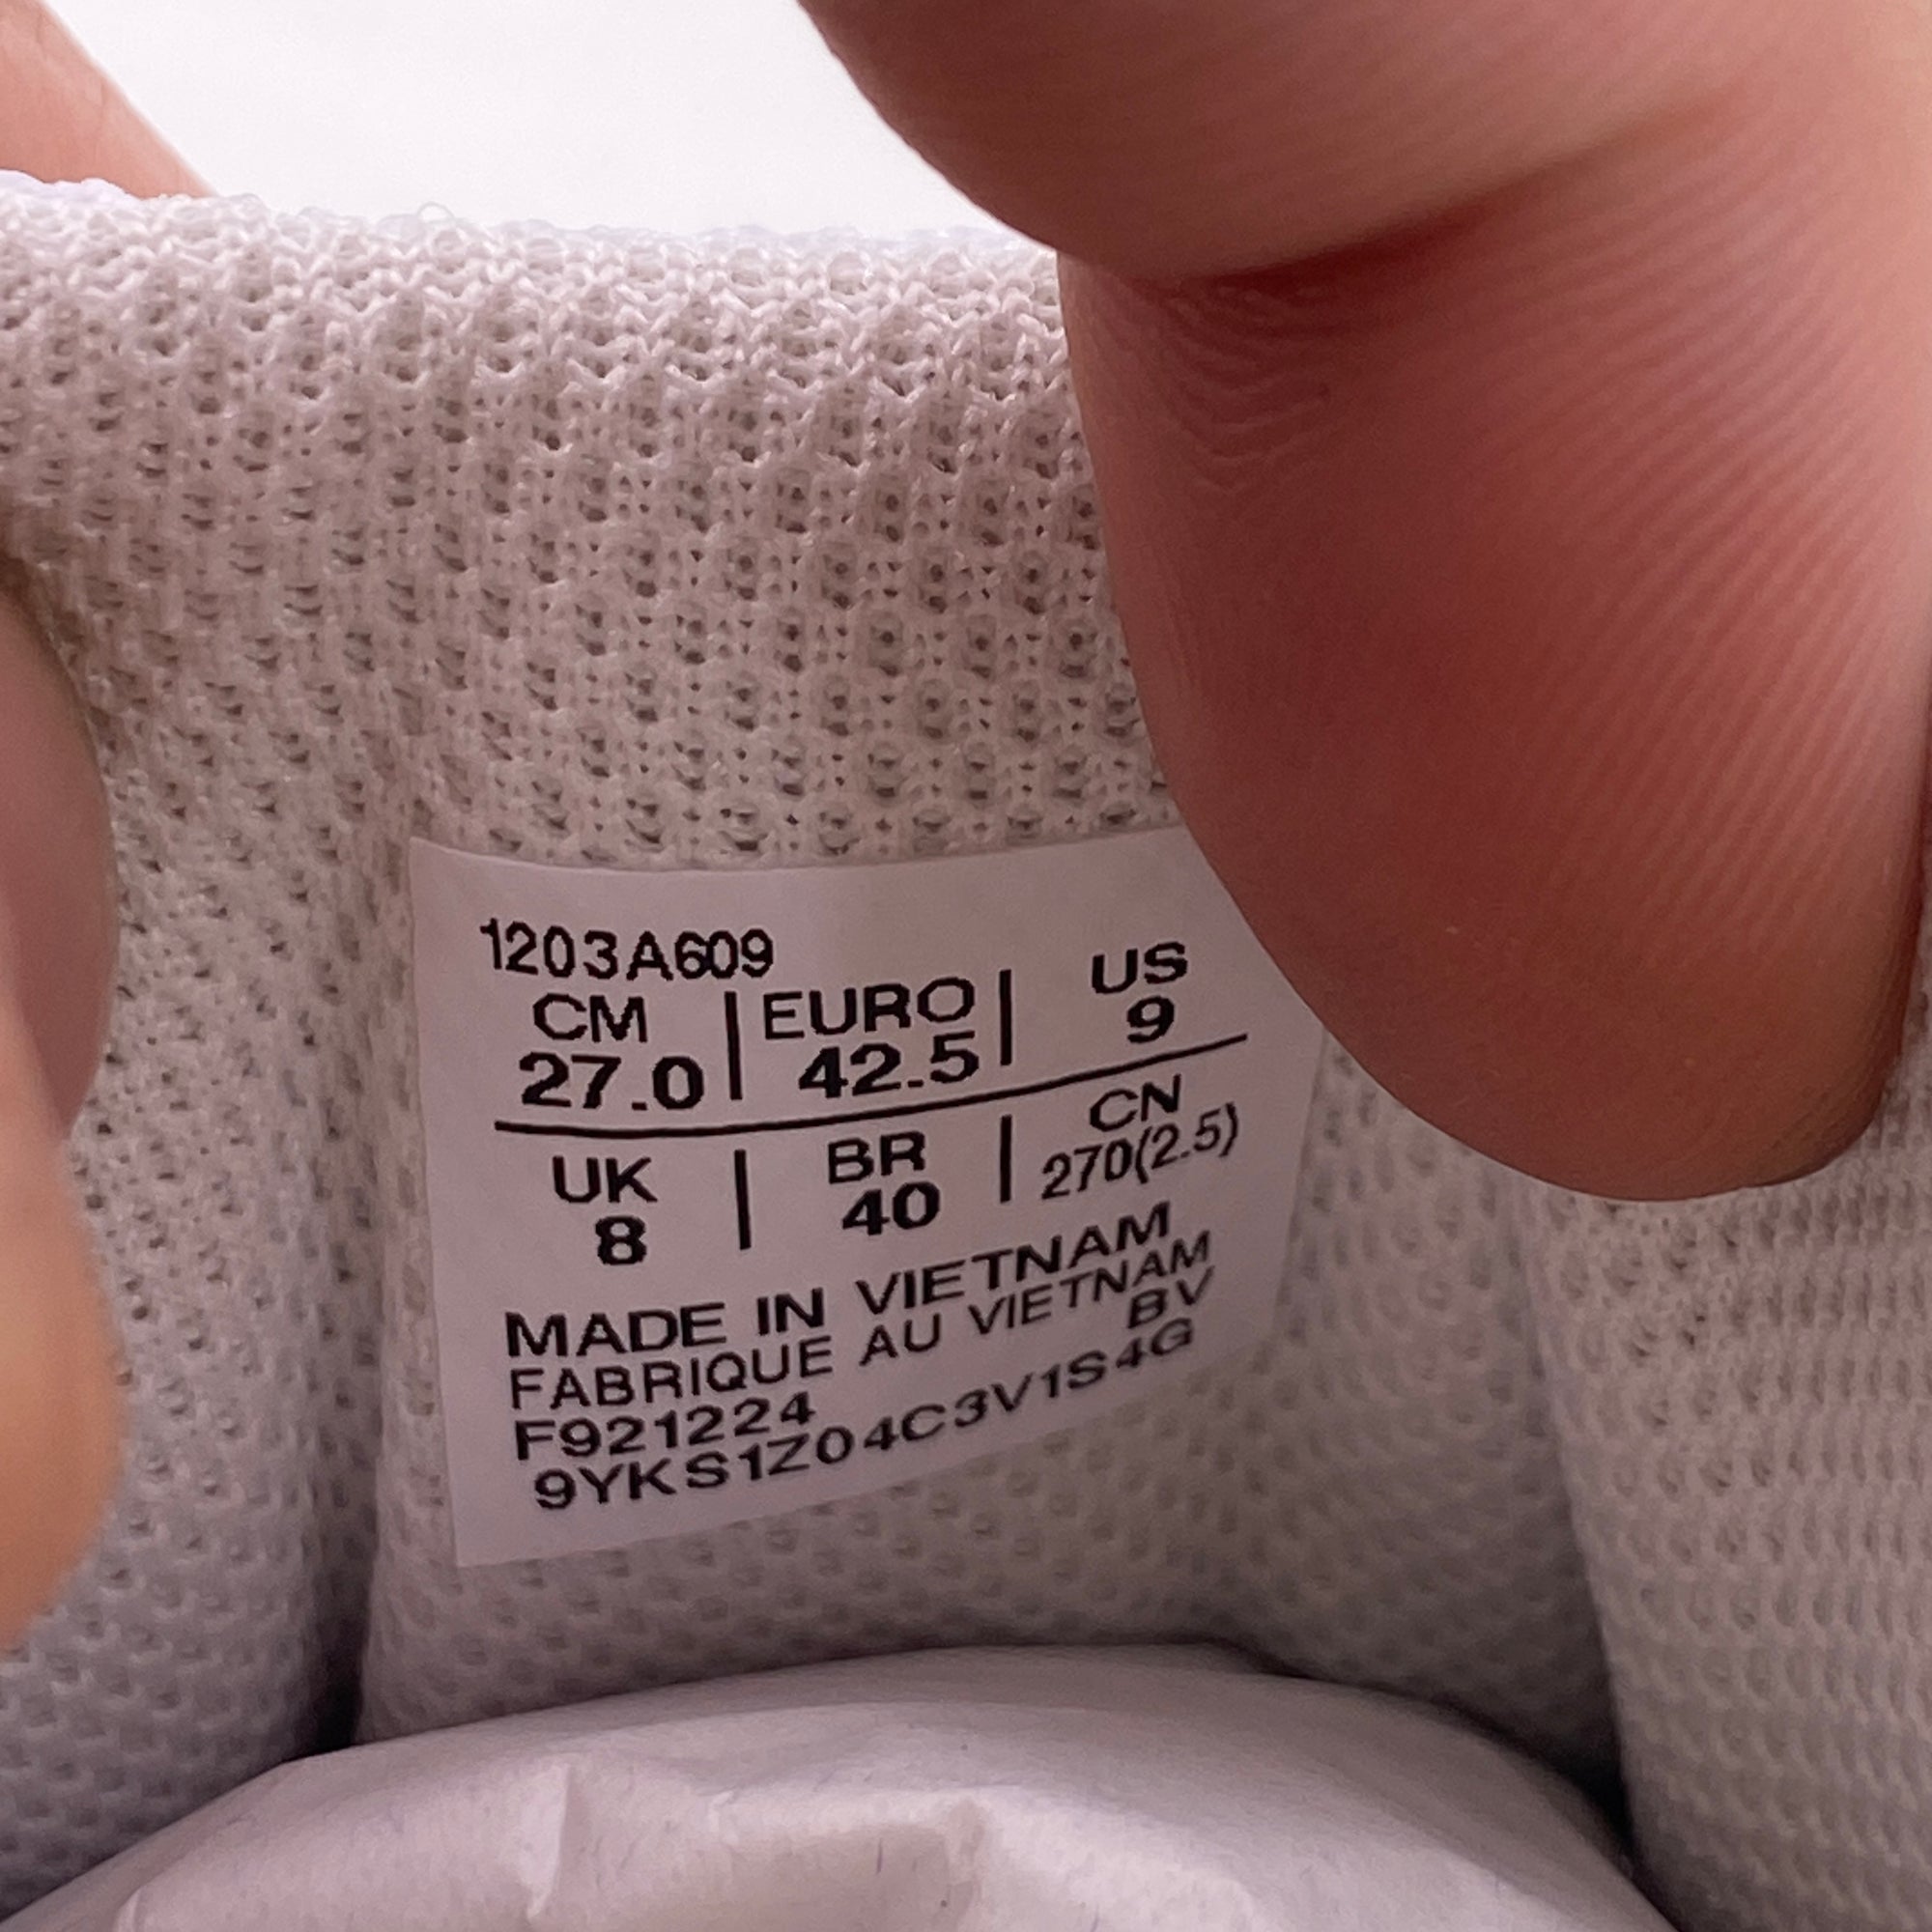 1203A609
CM | EURO | US
27.0 | 42.5 | 9
UK | BR | CN
8 | 40 | 270(2.5)
MADE IN VIETNAM
FABRIQUE AU VIETNAM
BV
F921224
9YKS1Z04C3V1S4G